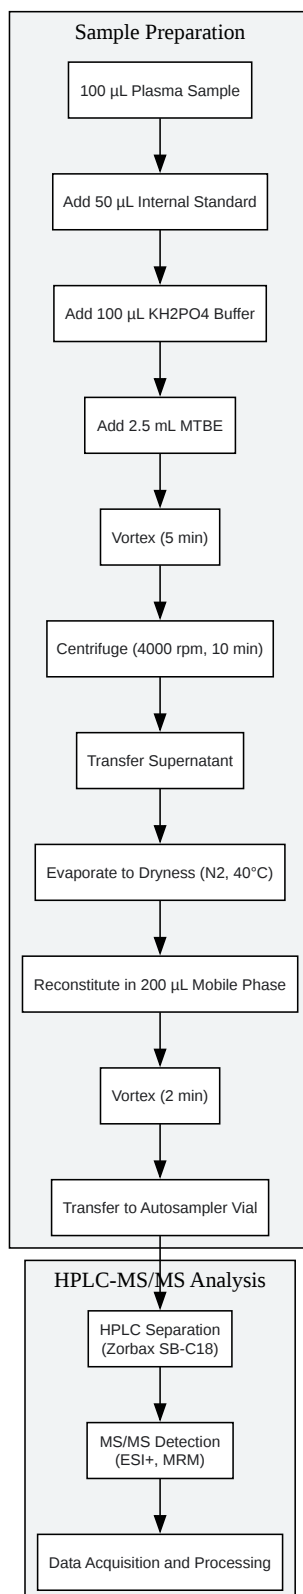 Sample Preparation
100 µL Plasma Sample
Add 50 µL Internal Standard
Add 100 µL KH2PO4 Buffer
Add 2.5 mL MTBE
Vortex (5 min)
Centrifuge (4000 rpm, 10 min)
Transfer Supernatant
Evaporate to Dryness (N2, 40°C)
Reconstitute in 200 µL Mobile Phase
Vortex (2 min)
Transfer to Autosampler Vial
HPLC-MS/MS Analysis
HPLC Separation
(Zorbax SB-C18)
MS/MS Detection
(ESI+, MRM)
Data Acquisition and Processing